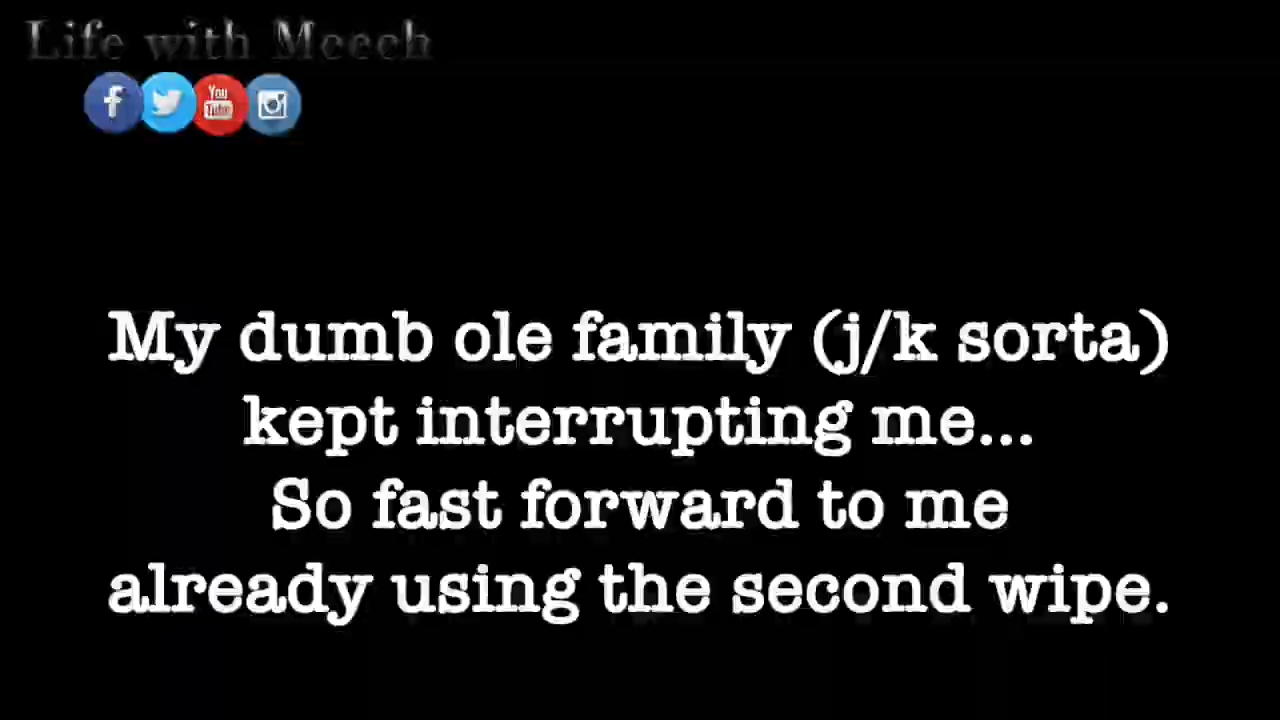 Life with Meech
f
You
Tube
My dumb ole family (j/k sorta)
kept interrupting me...
So fast forward to me
already using the second wipe.